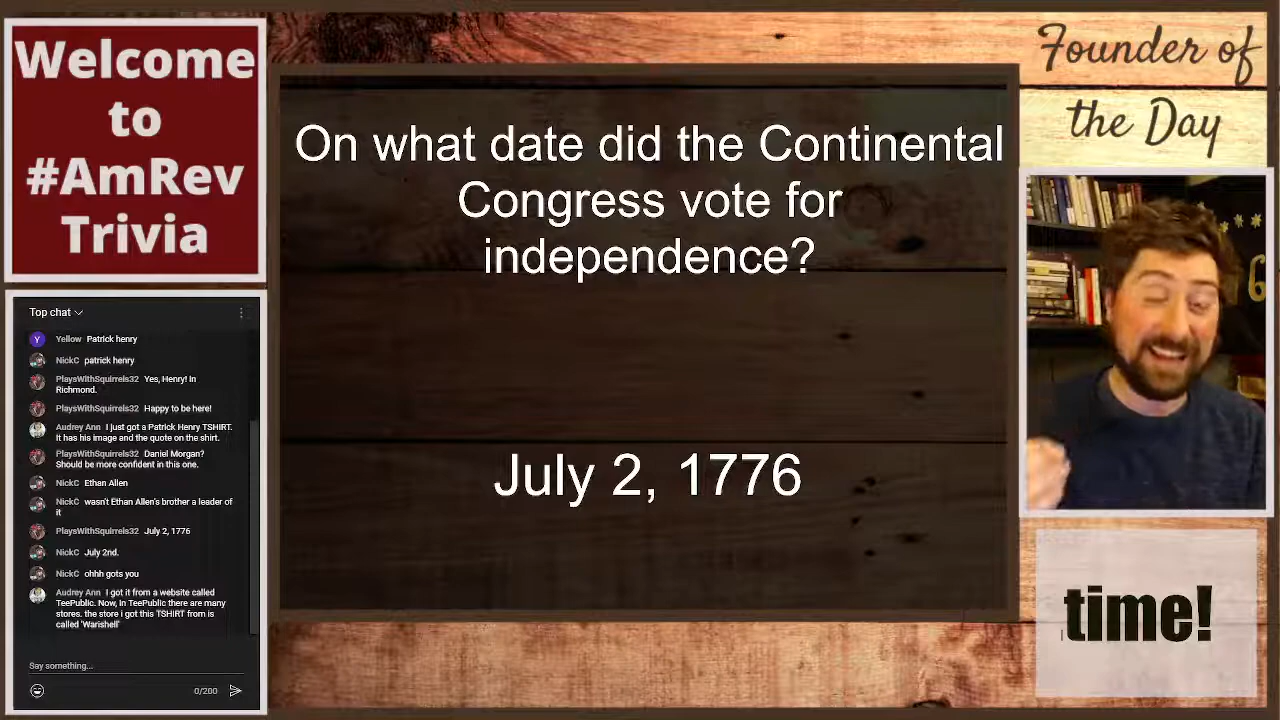 Welcome
to
#AmRev
Trivia
On what date did the Continental
Congress vote for
independence?
July 2, 1776
Founder of
the Day
time!
Top chat
Y
Yellow Patrick henry
NickC patrick henry
PlaysWithSquirrels32 Yes, Henry! In
Richmond.
PlaysWithSquirrels32 Happy to be here!
Audrey Ann I just got a Patrick Henry TSHIRT.
It has his image and the quote on the shirt.
PlaysWithSquirrels32 Daniel Morgan?
Should be more confident in this one.
NickC Ethan Allen
NickC wasn't Ethan Allen's brother a leader of
it
PlaysWithSquirrels32 July 2, 1776
NickC July 2nd.
NickC ohhh gots you
Audrey Ann I got it from a website called
TeePublic. Now, in TeePublic there are many
stores. the store i got this TSHIRT from is
called 'Warishell'
Say something...
0/200